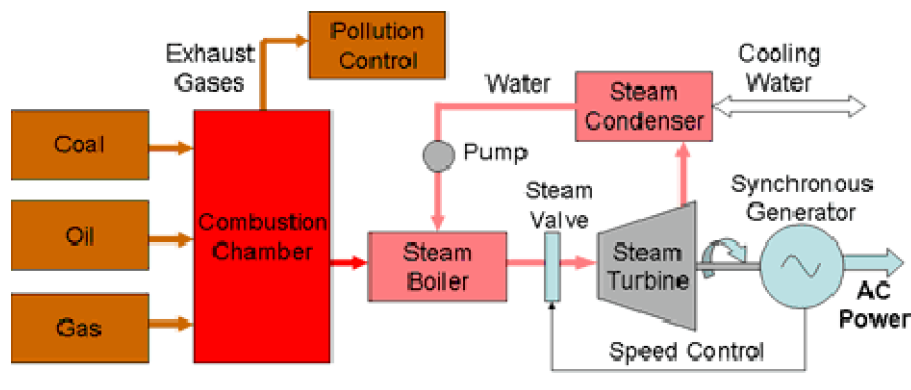 Pollution
Control
Exhaust
Gases
Cooling
Water
Water
Steam
Condenser
Coal
Pump
Steam
Valve
Synchronous
Generator
Oil
Combustion
Chamber
Steam
Boiler
Steam
Turbine
AC
Power
Gas
Speed Control